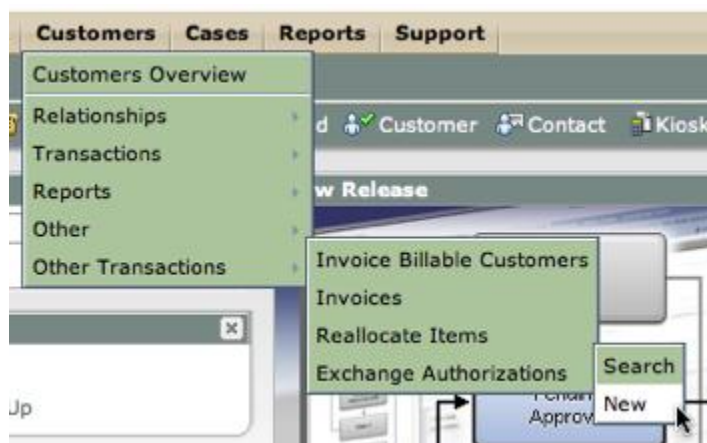 Customers Cases Reports Support
Customers Overview
Relationships
d Customer Contact Kiosk
Transactions
Reports
w Release
Other
Other Transactions
Invoice Billable Customers
Invoices
Reallocate Items
Exchange Authorizations
Search
New
Up
Approv